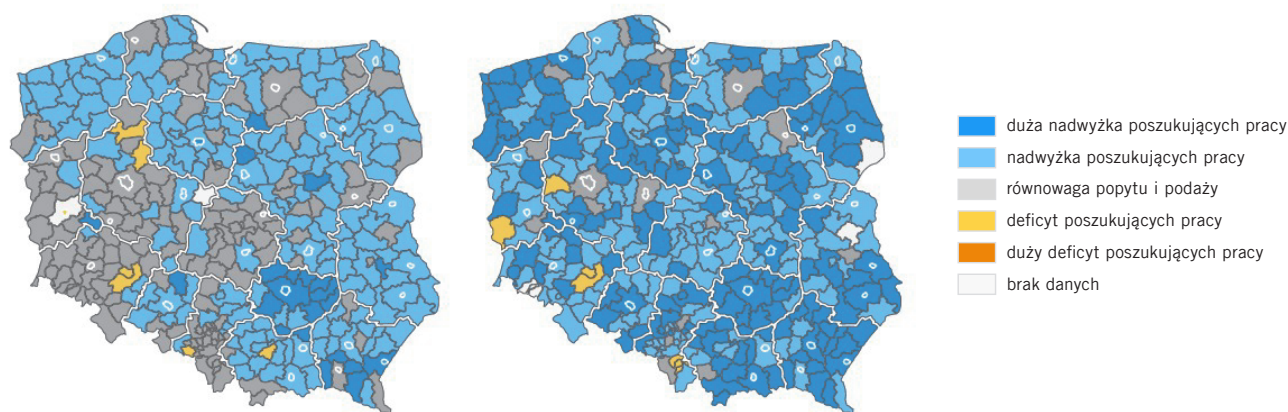 duża nadwyżka poszukujących pracy
nadwyżka poszukujących pracy
równowaga popytu i podaży
deficyt poszukujących pracy
duży deficyt poszukujących pracy
brak danych